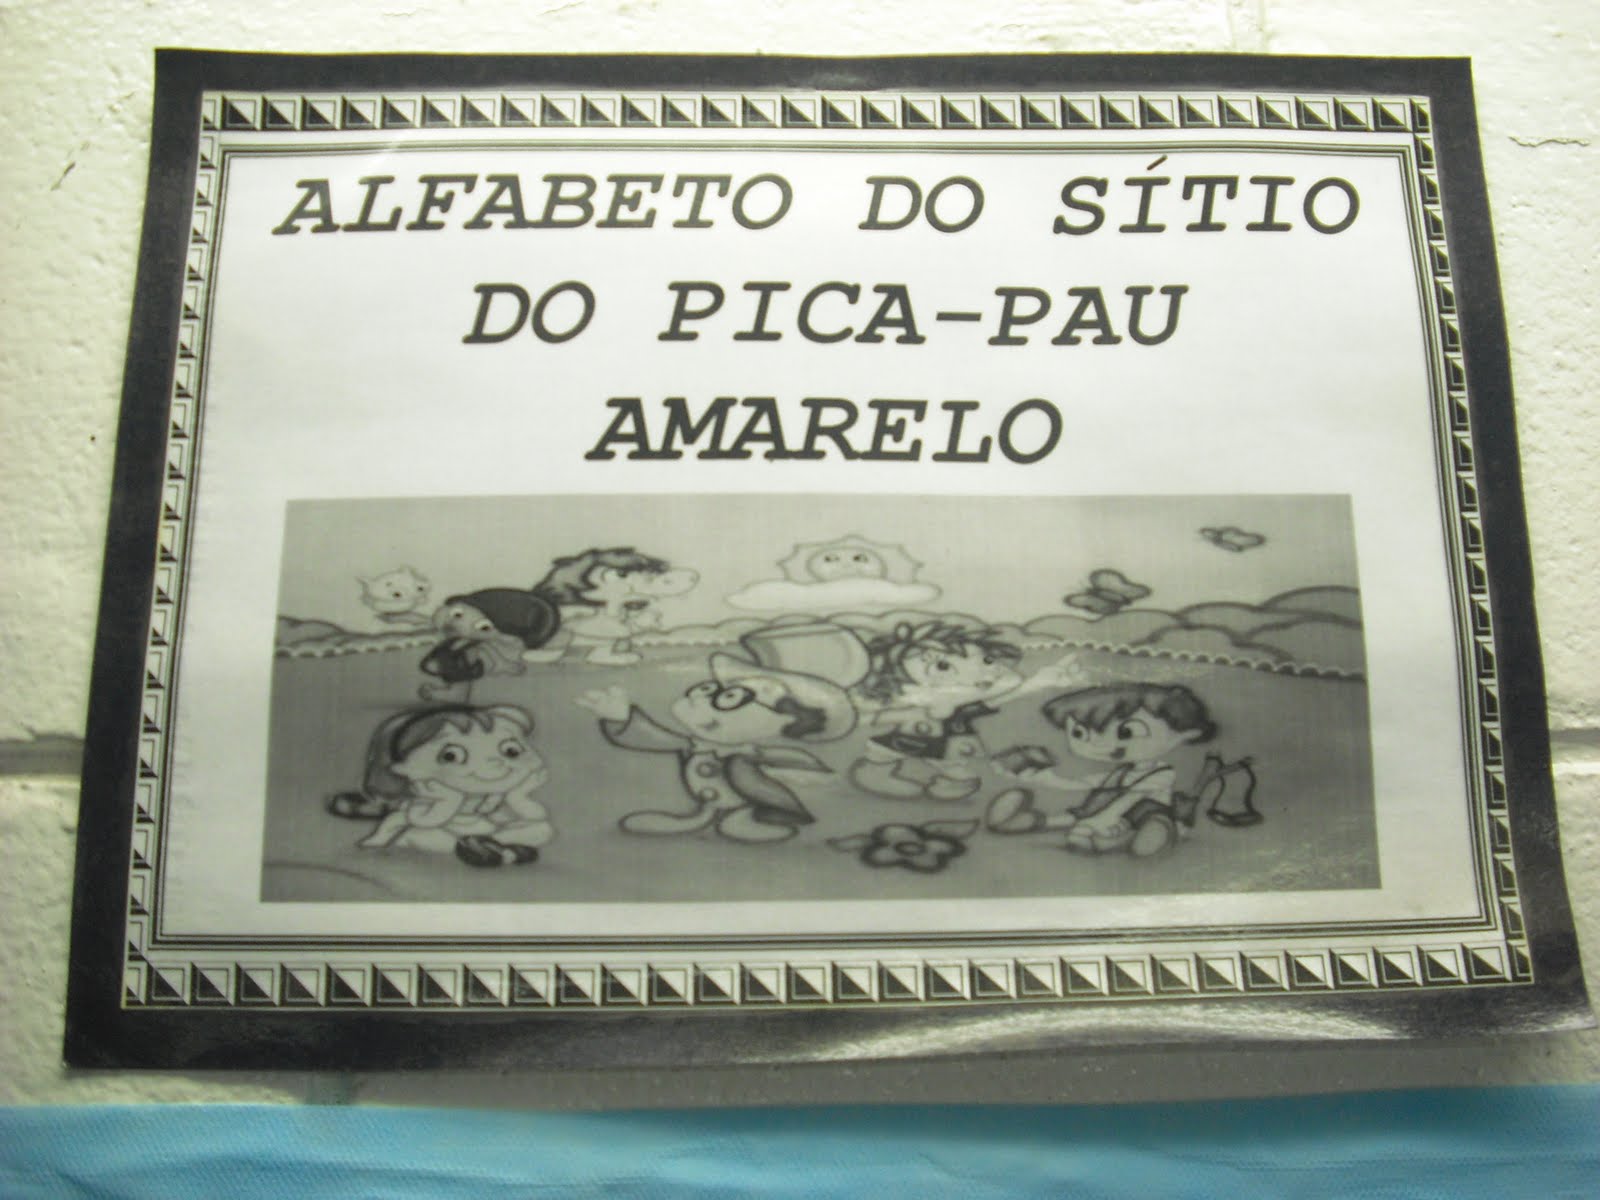 ALFABETO DO SÍTIO
DO PICA-PAU
AMARELO